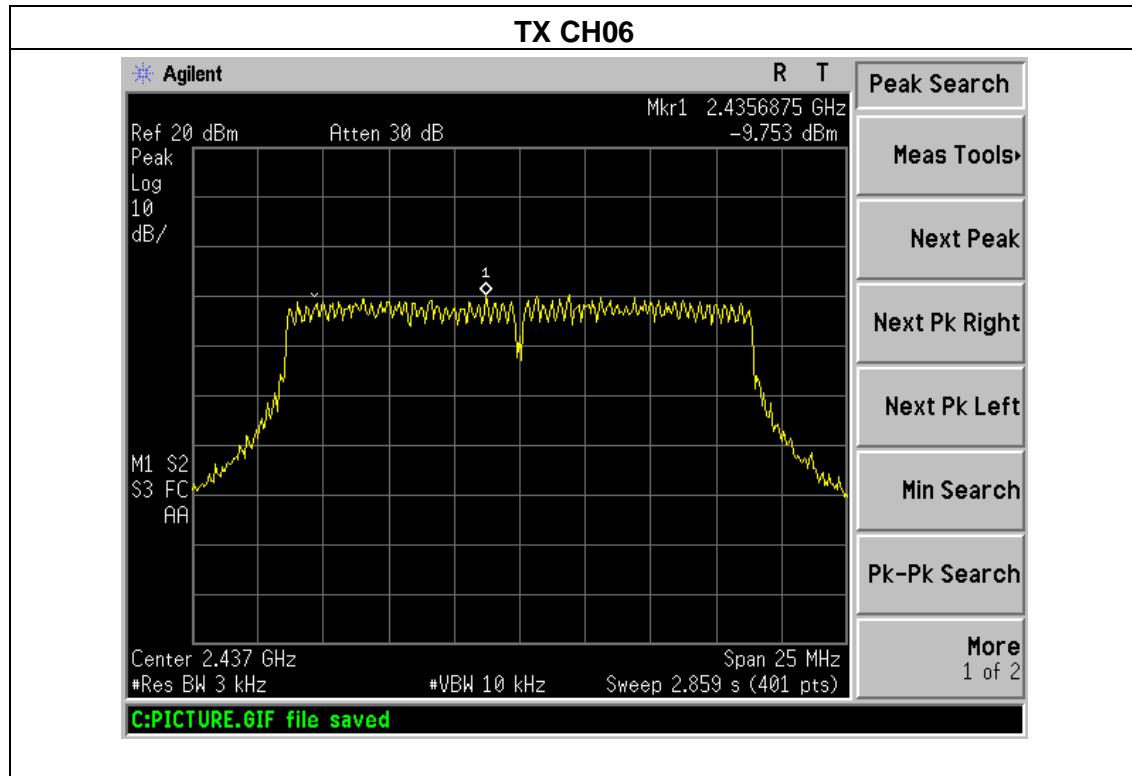 TX CH06
Agilent R T
Mkr1 2.4356875 GHz
Ref 20 dBm Atten 30 dB -9.753 dBm
Peak
Log
10
dB/
1
M1 S2
S3 FC
AA
Center 2.437 GHz Span 25 MHz
#Res BW 3 kHz #VBW 10 kHz Sweep 2.859 s (401 pts)
C:PICTURE.GIF file saved
Peak Search
Meas Tools
Next Peak
Next Pk Right
Next Pk Left
Min Search
Pk-Pk Search
More
1 of 2